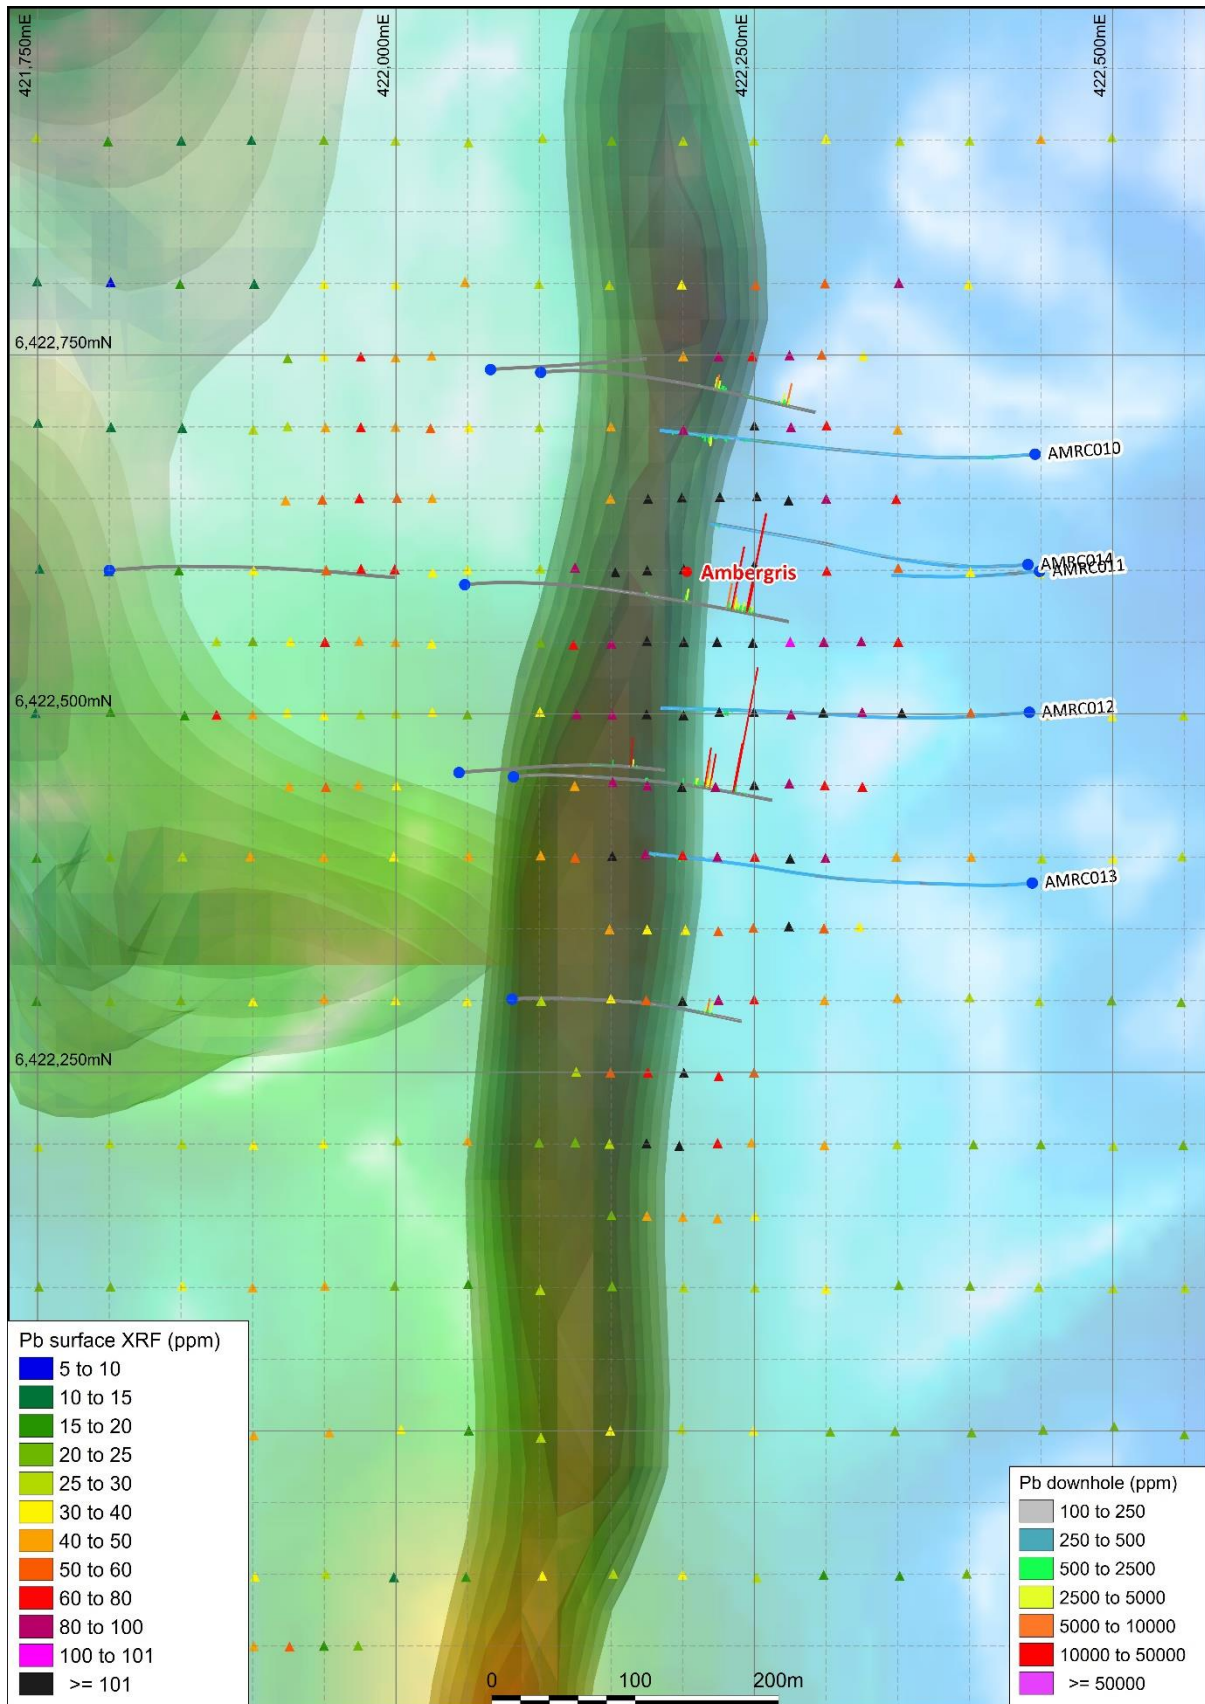 421,750mE
422,000mE
422,250mE
422,500mE
6,422,750mN
AMRC010
Ambergris
AMRC014
AMRC011
6,422,500mN
AMRC012
AMRC013
6,422,250mN
Pb surface XRF (ppm)
5 to 10
10 to 15
15 to 20
20 to 25
25 to 30
30 to 40
40 to 50
50 to 60
60 to 80
80 to 100
100 to 101
>= 101
Pb downhole (ppm)
100 to 250
250 to 500
500 to 2500
2500 to 5000
5000 to 10000
10000 to 50000
>= 50000
0 100 200m